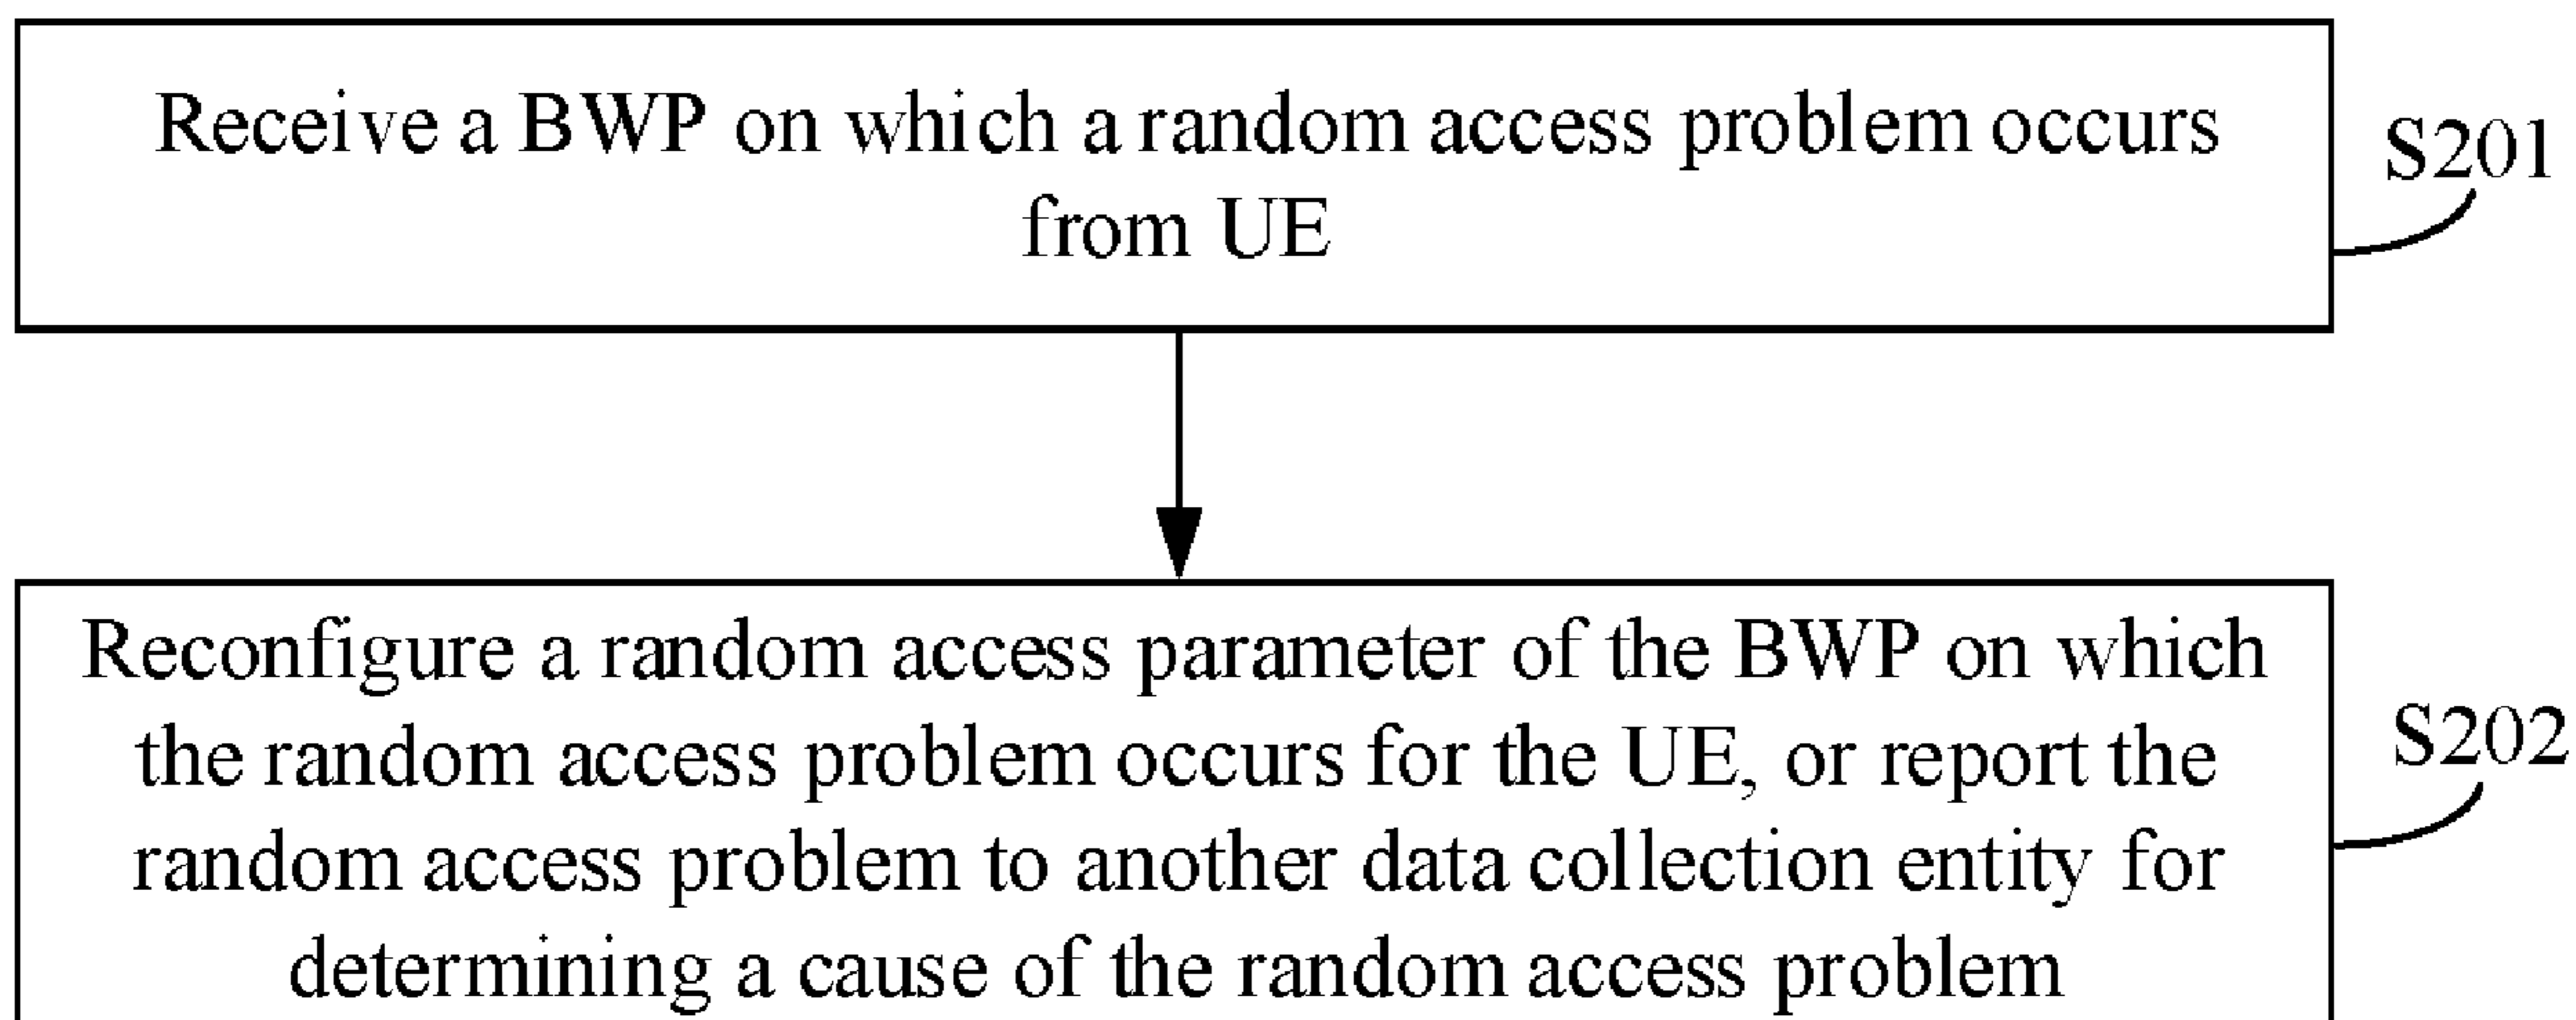 Receive a BWP on which a random access problem occurs
from UE
S201
Reconfigure a random access parameter of the BWP on which
the random access problem occurs for the UE, or report the
random access problem to another data collection entity for
determining a cause of the random access problem
S202